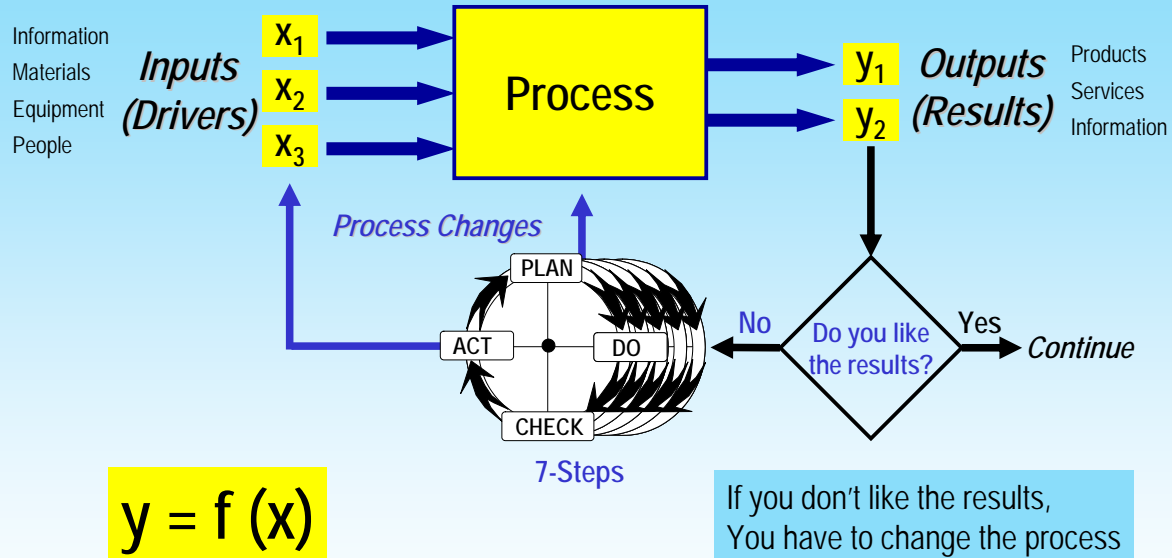 Information
Materials
Equipment
People
Inputs
(Drivers)
x₁
x₂
x₃
Process
y₁
y₂
Outputs
(Results)
Products
Services
Information
Process Changes
PLAN
ACT
DO
CHECK
7-Steps
No
Do you like
the results?
Yes
Continue
y = f (x)
If you don't like the results,
You have to change the process